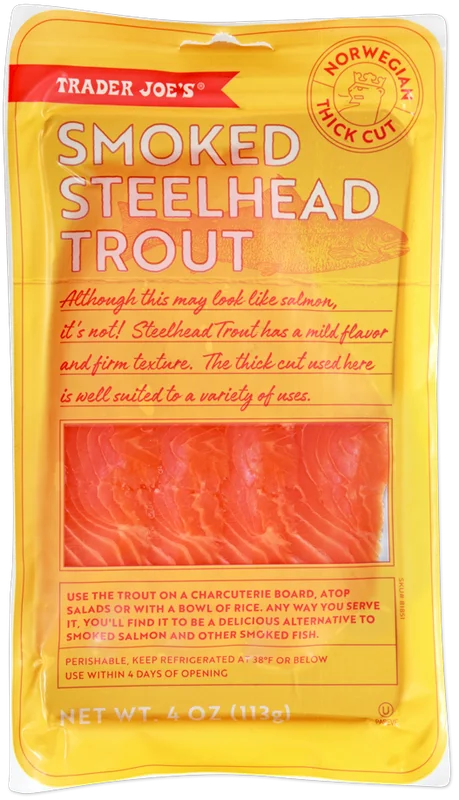 TRADER JOE'S®
NORWEGIAN
THICK CUT
SMOKED
STEELHEAD
TROUT
Although this may look like salmon,
it's not! Steelhead Trout has a mild flavor
and firm texture. The thick cut used here
is well suited to a variety of uses.
USE THE TROUT ON A CHARCUTERIE BOARD, ATOP
SALADS OR WITH A BOWL OF RICE. ANY WAY YOU SERVE
IT, YOU'LL FIND IT TO BE A DELICIOUS ALTERNATIVE TO
SMOKED SALMON AND OTHER SMOKED FISH.
PERISHABLE, KEEP REFRIGERATED AT 38°F OR BELOW
USE WITHIN 4 DAYS OF OPENING
NET WT. 4 OZ (113g)
U